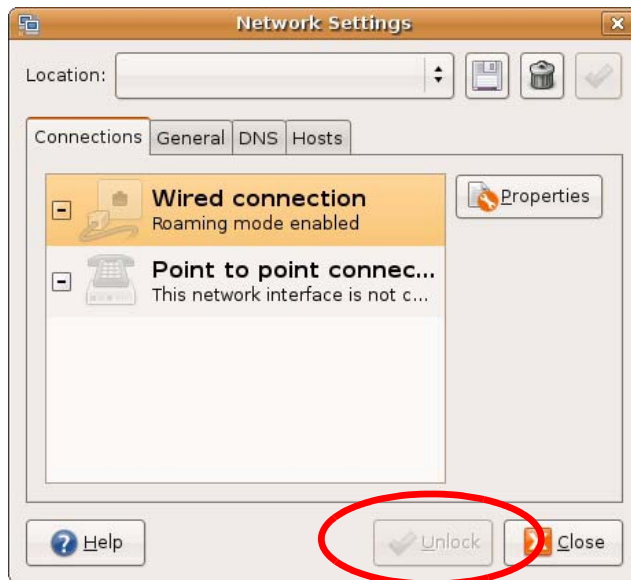 Network Settings
Location:
Connections General DNS Hosts
Wired connection
Roaming mode enabled
Properties
Point to point connec...
This network interface is not c...
Help Unlock Close